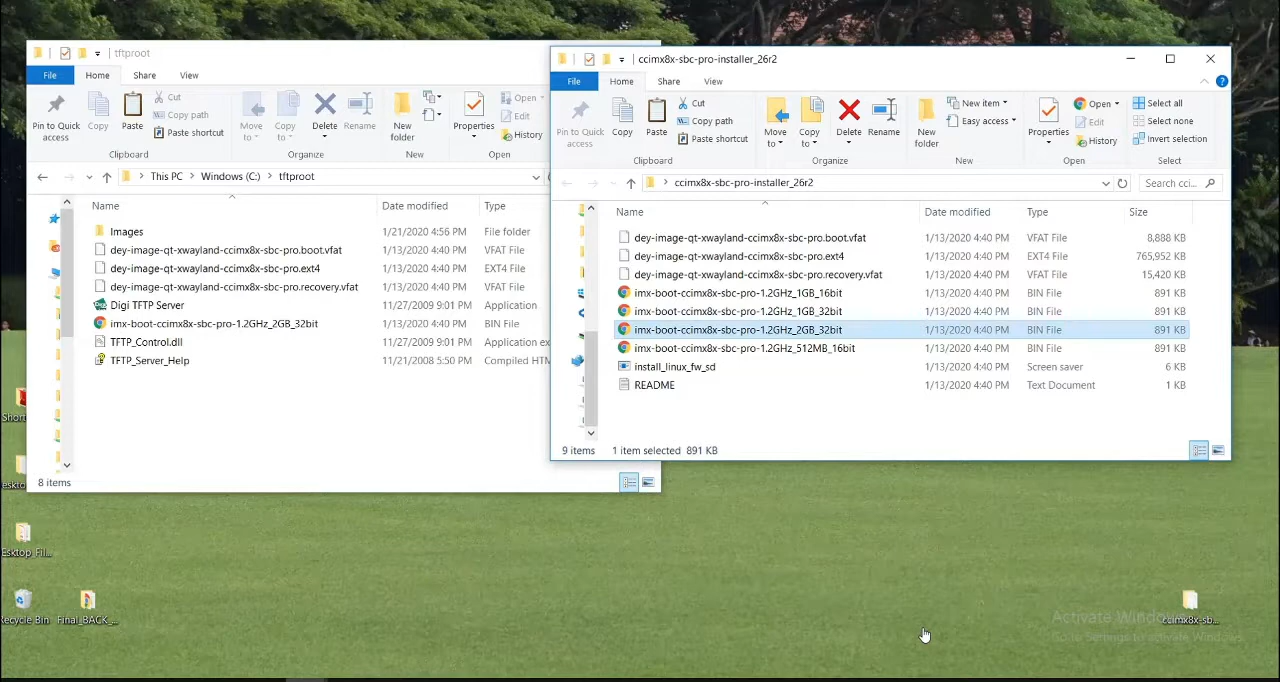 tftproot
File
Home
Share
View
Pin to Quick
access
Copy
Paste
Cut
Copy path
Paste shortcut
Clipboard
Move
to
Copy
to
Delete
Rename
Organize
New
folder
New
Properties
Open
Edit
History
Open
This PC > Windows (C:) > tftproot
Name Date modified Type
Images 1/21/2020 4:56 PM File folder
dey-image-qt-xwayland-ccimx8x-sbc-pro.boot.vfat 1/13/2020 4:40 PM VFAT File
dey-image-qt-xwayland-ccimx8x-sbc-pro.ext4 1/13/2020 4:40 PM EXT4 File
dey-image-qt-xwayland-ccimx8x-sbc-pro.recovery.vfat 1/13/2020 4:40 PM VFAT File
Digi TFTP Server 11/27/2009 9:01 PM Application
imx-boot-ccimx8x-sbc-pro-1.2GHz_2GB_32bit 1/13/2020 4:40 PM BIN File
TFTP_Control.dll 11/27/2009 9:01 PM Application ex
TFTP_Server_Help 11/21/2008 5:50 PM Compiled HTM
8 items
ccimx8x-sbc-pro-installer_26r2
File
Home
Share
View
Pin to Quick
access
Copy
Paste
Cut
Copy path
Paste shortcut
Clipboard
Move
to
Copy
to
Delete
Rename
Organize
New
folder
New item
Easy access
New
Properties
Open
Edit
History
Open
Select all
Select none
Invert selection
Select
> ccimx8x-sbc-pro-installer_26r2
Search cci...
Name Date modified Type Size
dey-image-qt-xwayland-ccimx8x-sbc-pro.boot.vfat 1/13/2020 4:40 PM VFAT File 8,888 KB
dey-image-qt-xwayland-ccimx8x-sbc-pro.ext4 1/13/2020 4:40 PM EXT4 File 765,952 KB
dey-image-qt-xwayland-ccimx8x-sbc-pro.recovery.vfat 1/13/2020 4:40 PM VFAT File 15,420 KB
imx-boot-ccimx8x-sbc-pro-1.2GHz_1GB_16bit 1/13/2020 4:40 PM BIN File 891 KB
imx-boot-ccimx8x-sbc-pro-1.2GHz_1GB_32bit 1/13/2020 4:40 PM BIN File 891 KB
imx-boot-ccimx8x-sbc-pro-1.2GHz_2GB_32bit 1/13/2020 4:40 PM BIN File 891 KB
imx-boot-ccimx8x-sbc-pro-1.2GHz_512MB_16bit 1/13/2020 4:40 PM BIN File 891 KB
install_linux_fw_sd 1/13/2020 4:40 PM Screen saver 6 KB
README 1/13/2020 4:40 PM Text Document 1 KB
9 items 1 item selected 891 KB
Short
eskto
Esktop_Fil...
Recycle Bin
Final_BACK_...
ccimx8x-sb...
Activate Windows
Go to Settings to activate Windows.